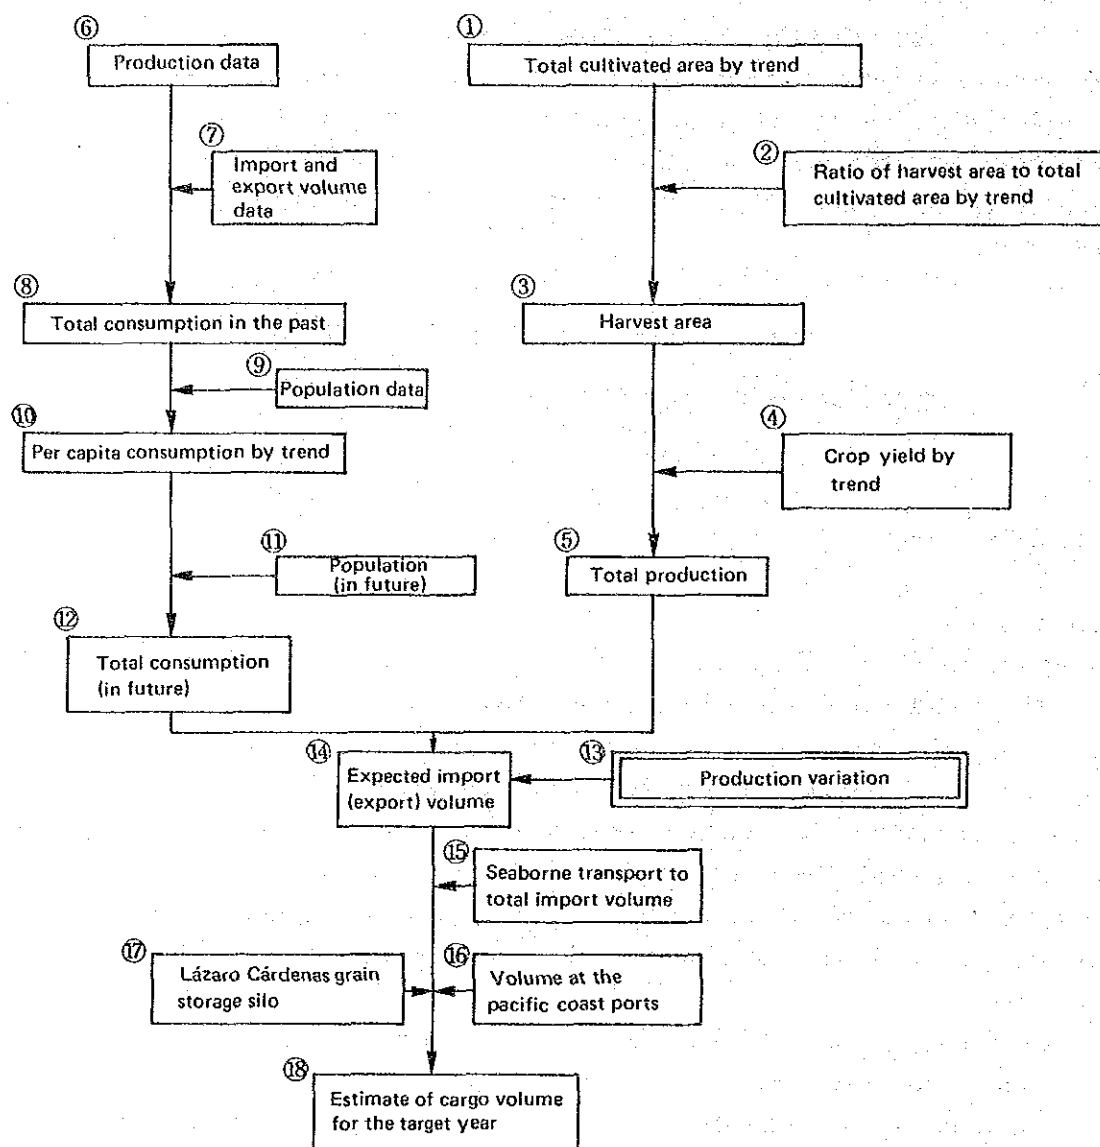 ⑥
Production data
①
Total cultivated area by trend
⑦
Import and
export volume
data
②
Ratio of harvest area to total
cultivated area by trend
⑧
Total consumption in the past
③
Harvest area
⑨
Population data
⑩
Per capita consumption by trend
④
Crop yield by
trend
⑪
Population
(in future)
⑤
Total production
⑫
Total consumption
(in future)
⑭
Expected import
(export) volume
⑬
Production variation
⑮
Seaborne transport to
total import volume
⑰
Lázaro Cárdenas grain
storage silo
⑯
Volume at the
pacific coast ports
⑱
Estimate of cargo volume
for the target year